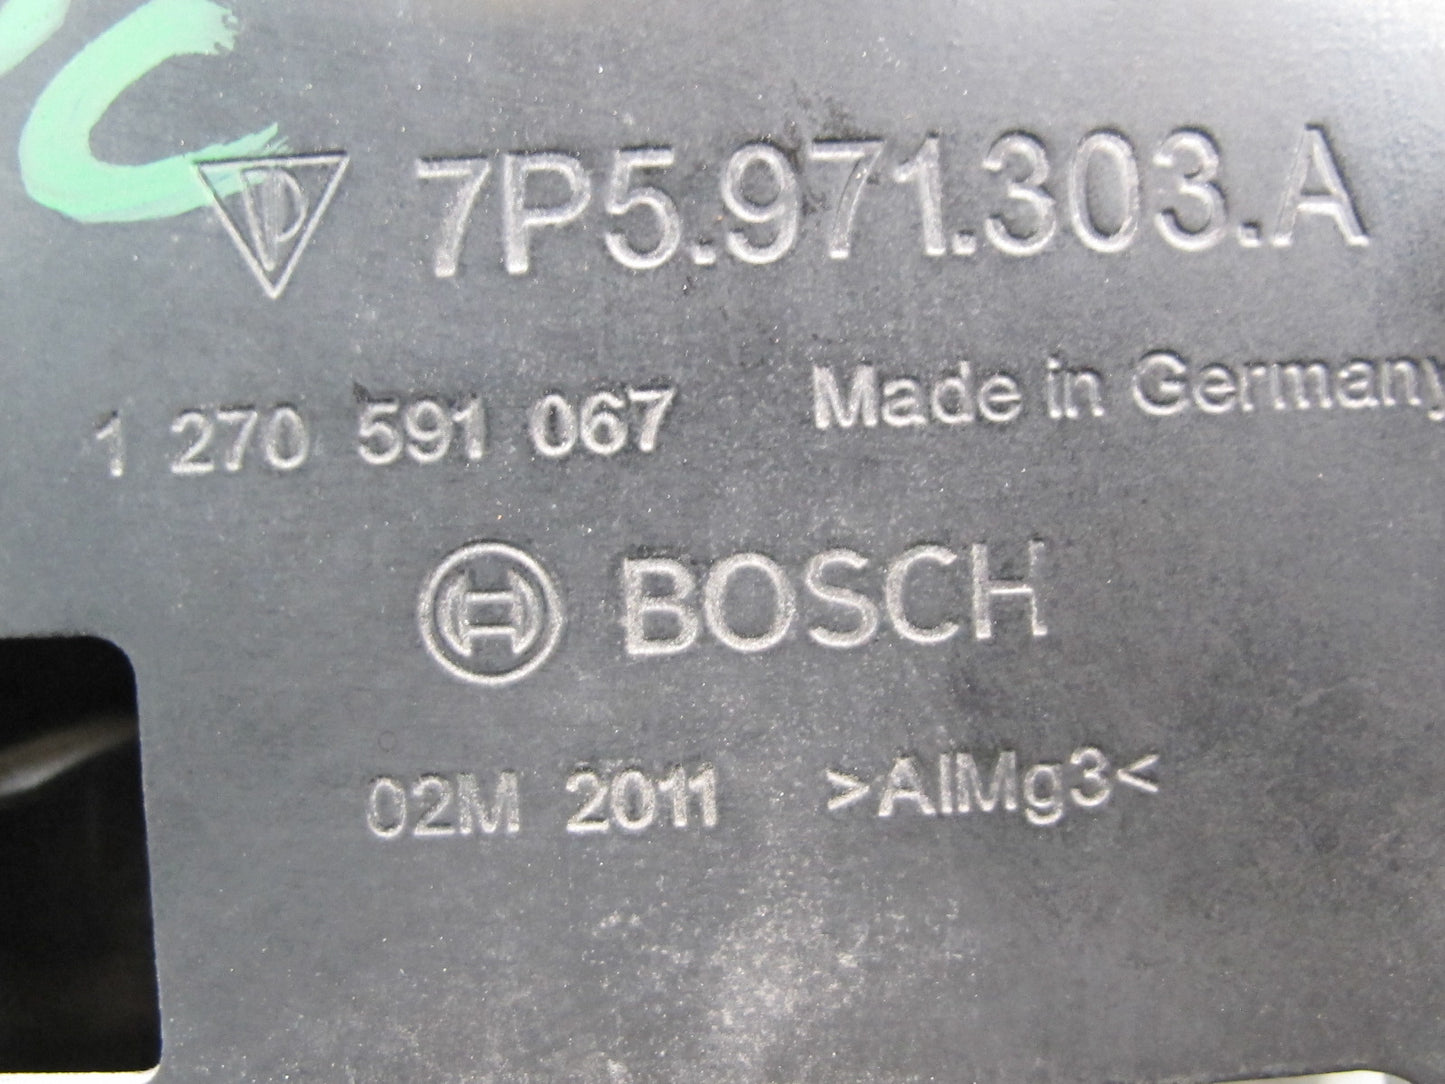 7P5.971.303.A
1 270 591 067 Made in Germany
BOSCH
02M 2011 >AlMg3<